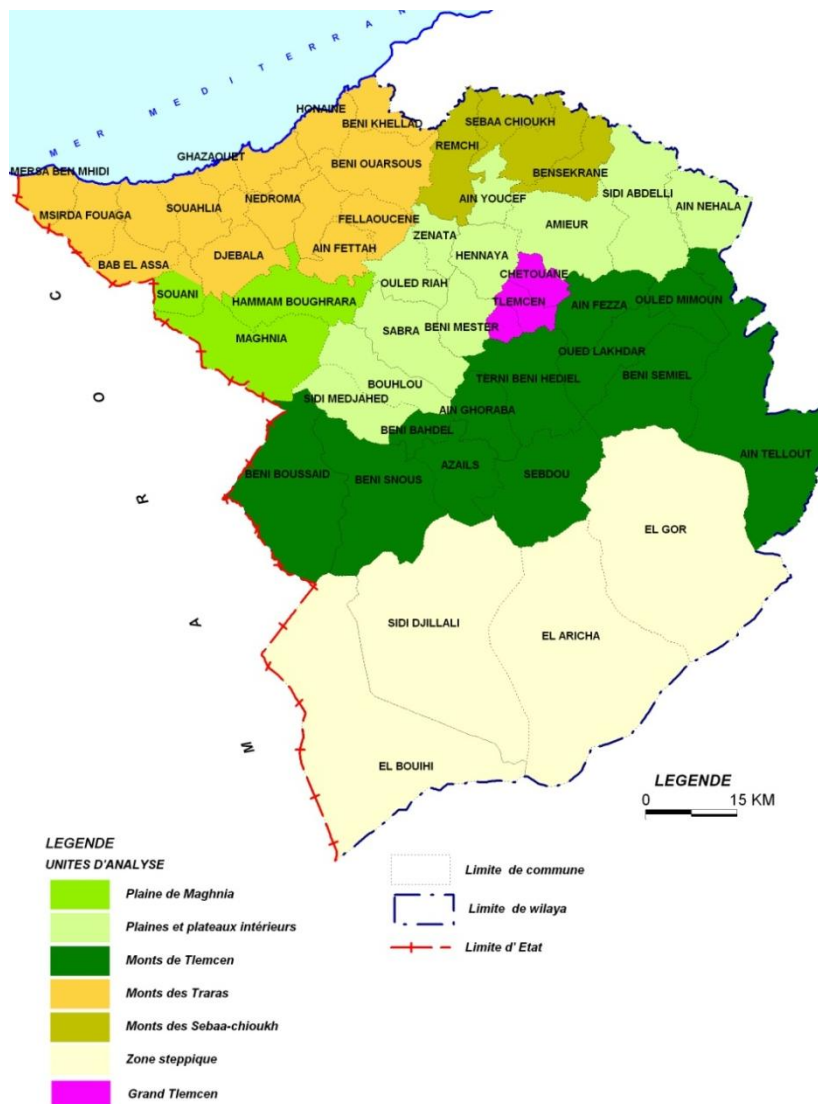 MER MEDITERRAN
HONAINE
BENI KHELLAD
SEBAA CHIOUKH
REMCHI
GHAZAOUET
BENI OUARSOUS
MERSA BEN MHIDI
BENSEKRANE
NEDROMA
AIN YOUCEF
SIDI ABDELLI
MSIRDA FOUAGA
SOUAHLIA
AIN NEHALA
FELLAOUCENE
AMIEUR
ZENATA
DJEBALA
AIN FETTAH
HENNAYA
BAB EL ASSA
CHETOUANE
OULED RIAH
SOUANI
HAMMAM BOUGHRARA
TLEMCEN
AIN FEZZA
OULED MIMOUN
SABRA
BENI MESTER
MAGHNIA
OUED LAKHDAR
TERNI BENI HEDIEL
BENI SEMIEL
BOUHLOU
SIDI MEDJAHED
AIN GHORABA
BENI BAHDEL
AIN TELLOUT
AZAILS
BENI BOUSSAID
BENI SNOUS
SEBDOU
EL GOR
SIDI DJILLALI
EL ARICHA
EL BOUIHI
M A R O C
LEGENDE
0 15 KM
LEGENDE
UNITES D'ANALYSE
Plaine de Maghnia
Plaines et plateaux intérieurs
Monts de Tlemcen
Monts des Traras
Monts des Sebaa-chioukh
Zone steppique
Grand Tlemcen
Limite de commune
Limite de wilaya
Limite d' Etat